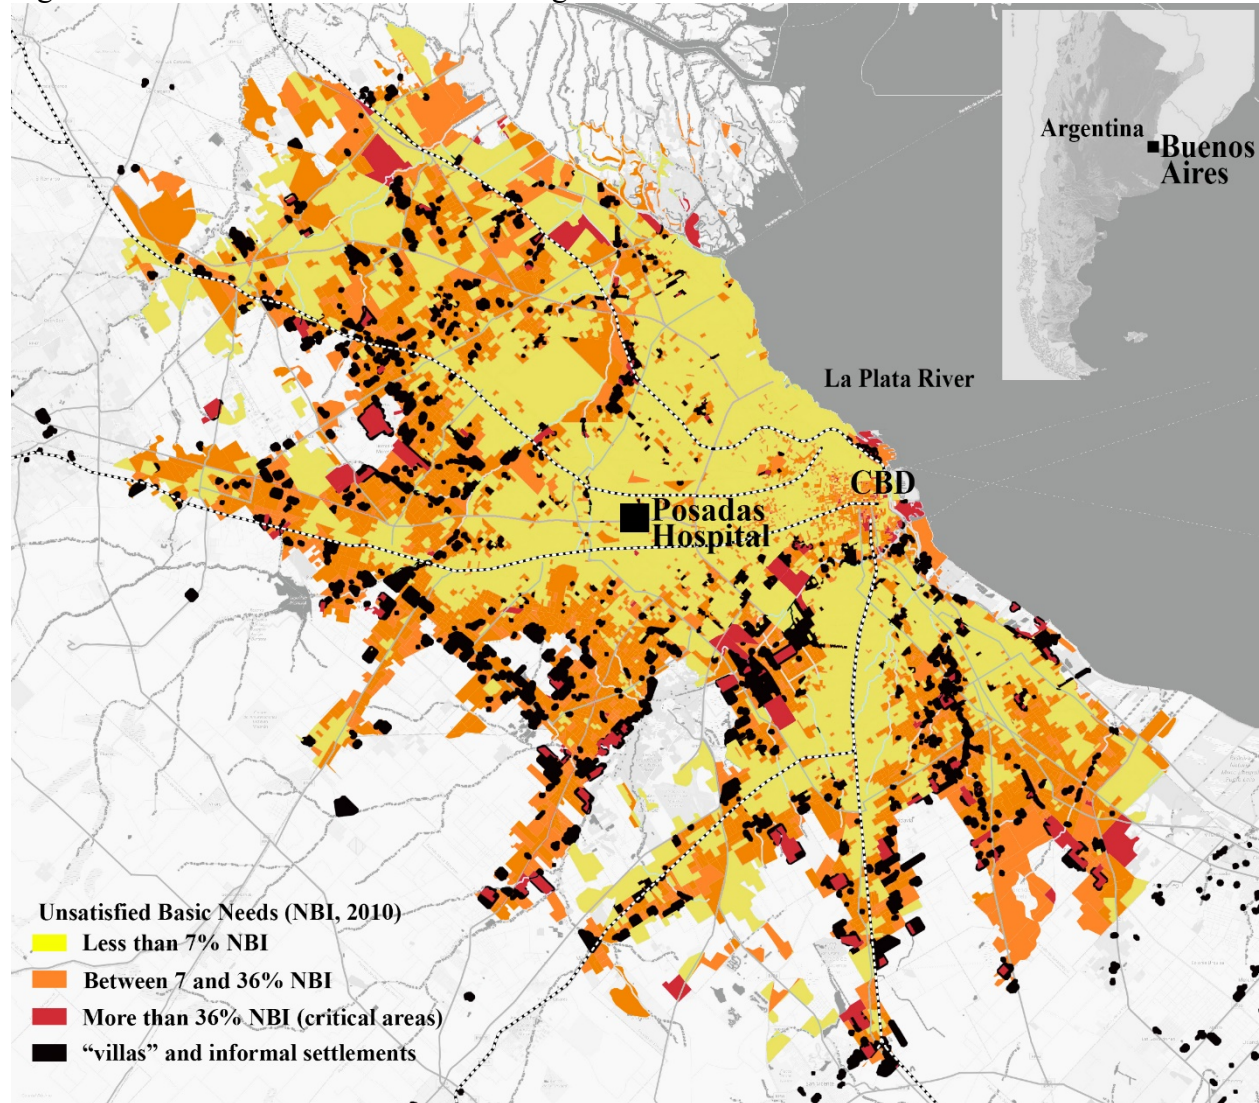 Argentina
Buenos
Aires
La Plata River
CBD
Posadas
Hospital
Unsatisfied Basic Needs (NBI, 2010)
Less than 7% NBI
Between 7 and 36% NBI
More than 36% NBI (critical areas)
“villas” and informal settlements